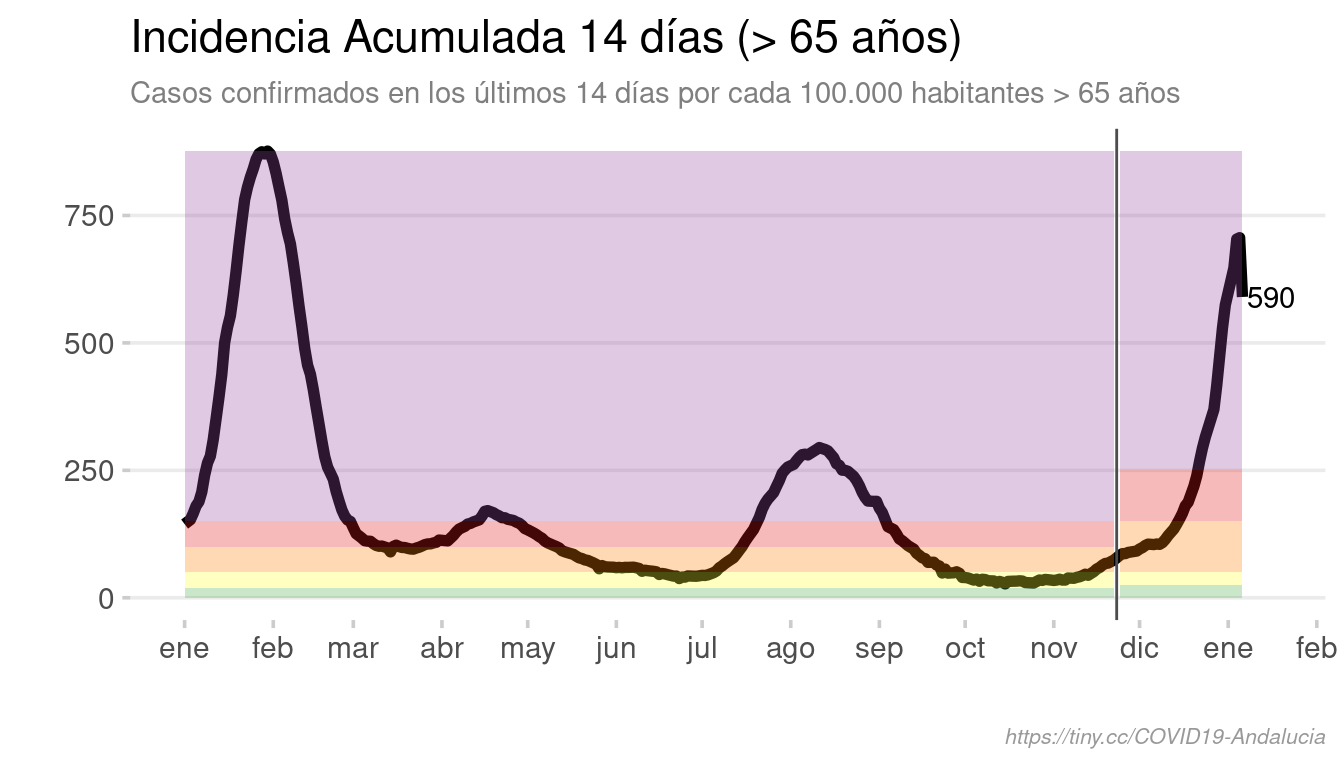 Incidencia Acumulada 14 días (> 65 años)
Casos confirmados en los últimos 14 días por cada 100.000 habitantes > 65 años
750
500
250
0
590
ene feb mar abr may jun jul ago sep oct nov dic ene feb
https://tiny.cc/COVID19-Andalucia